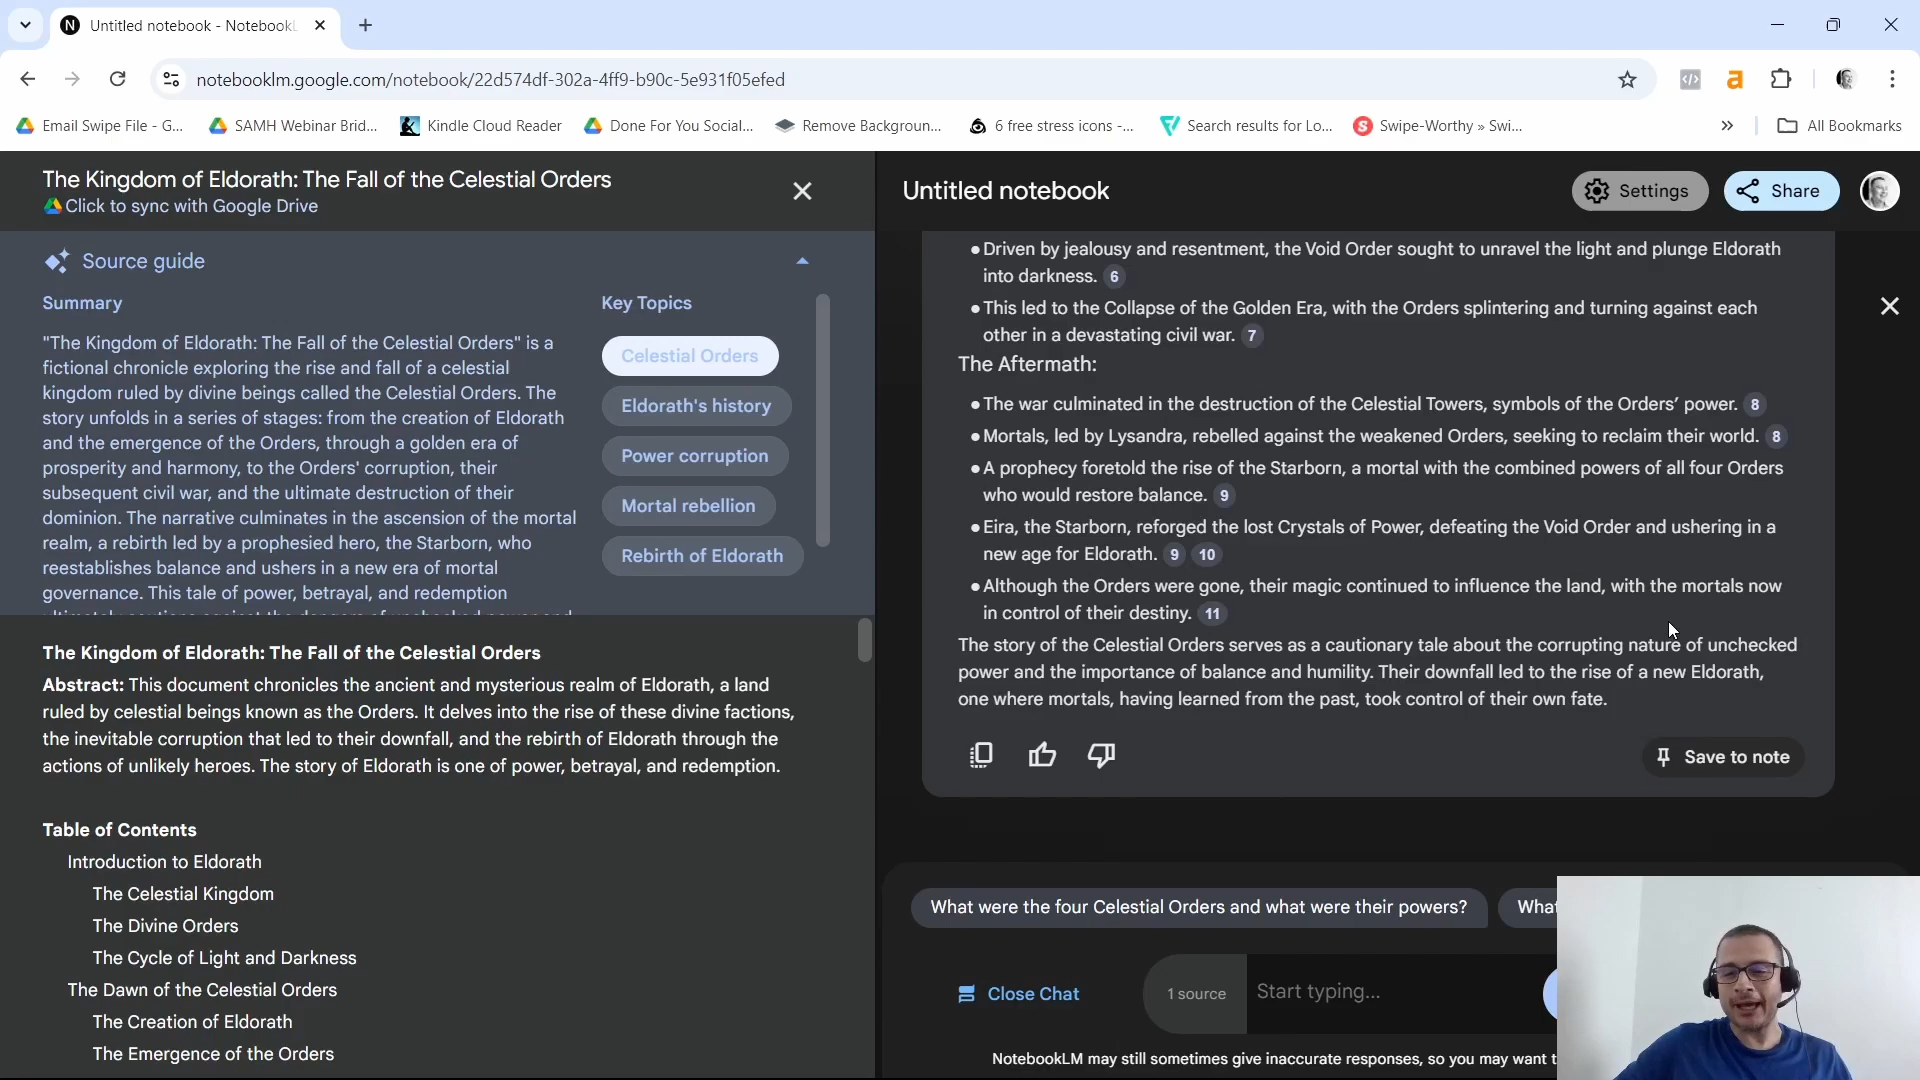 Untitled notebook - Notebook
notebooklm.google.com/notebook/22d574df-302a-4ff9-b90c-5e931f05efed
Email Swipe File - G...
SAMH Webinar Brid...
Kindle Cloud Reader
Done For You Social...
Remove Backgroun...
6 free stress icons -...
Search results for Lo...
Swipe-Worthy » Swi...
All Bookmarks
The Kingdom of Eldorath: The Fall of the Celestial Orders
Click to sync with Google Drive
Source guide
Summary
"The Kingdom of Eldorath: The Fall of the Celestial Orders" is a
fictional chronicle exploring the rise and fall of a celestial
kingdom ruled by divine beings called the Celestial Orders. The
story unfolds in a series of stages: from the creation of Eldorath
and the emergence of the Orders, through a golden era of
prosperity and harmony, to the Orders' corruption, their
subsequent civil war, and the ultimate destruction of their
dominion. The narrative culminates in the ascension of the mortal
realm, a rebirth led by a prophesied hero, the Starborn, who
reestablishes balance and ushers in a new era of mortal
governance. This tale of power, betrayal, and redemption
Key Topics
Celestial Orders
Eldorath's history
Power corruption
Mortal rebellion
Rebirth of Eldorath
The Kingdom of Eldorath: The Fall of the Celestial Orders
Abstract: This document chronicles the ancient and mysterious realm of Eldorath, a land
ruled by celestial beings known as the Orders. It delves into the rise of these divine factions,
the inevitable corruption that led to their downfall, and the rebirth of Eldorath through the
actions of unlikely heroes. The story of Eldorath is one of power, betrayal, and redemption.
Table of Contents
Introduction to Eldorath
The Celestial Kingdom
The Divine Orders
The Cycle of Light and Darkness
The Dawn of the Celestial Orders
The Creation of Eldorath
The Emergence of the Orders
Untitled notebook
Settings
Share
• Driven by jealousy and resentment, the Void Order sought to unravel the light and plunge Eldorath
into darkness. 6
• This led to the Collapse of the Golden Era, with the Orders splintering and turning against each
other in a devastating civil war. 7
The Aftermath:
• The war culminated in the destruction of the Celestial Towers, symbols of the Orders' power. 8
• Mortals, led by Lysandra, rebelled against the weakened Orders, seeking to reclaim their world. 8
• A prophecy foretold the rise of the Starborn, a mortal with the combined powers of all four Orders
who would restore balance. 9
• Eira, the Starborn, reforged the lost Crystals of Power, defeating the Void Order and ushering in a
new age for Eldorath. 9 10
• Although the Orders were gone, their magic continued to influence the land, with the mortals now
in control of their destiny. 11
The story of the Celestial Orders serves as a cautionary tale about the corrupting nature of unchecked
power and the importance of balance and humility. Their downfall led to the rise of a new Eldorath,
one where mortals, having learned from the past, took control of their own fate.
Save to note
What were the four Celestial Orders and what were their powers?
Close Chat
1 source
Start typing...
NotebookLM may still sometimes give inaccurate responses, so you may want